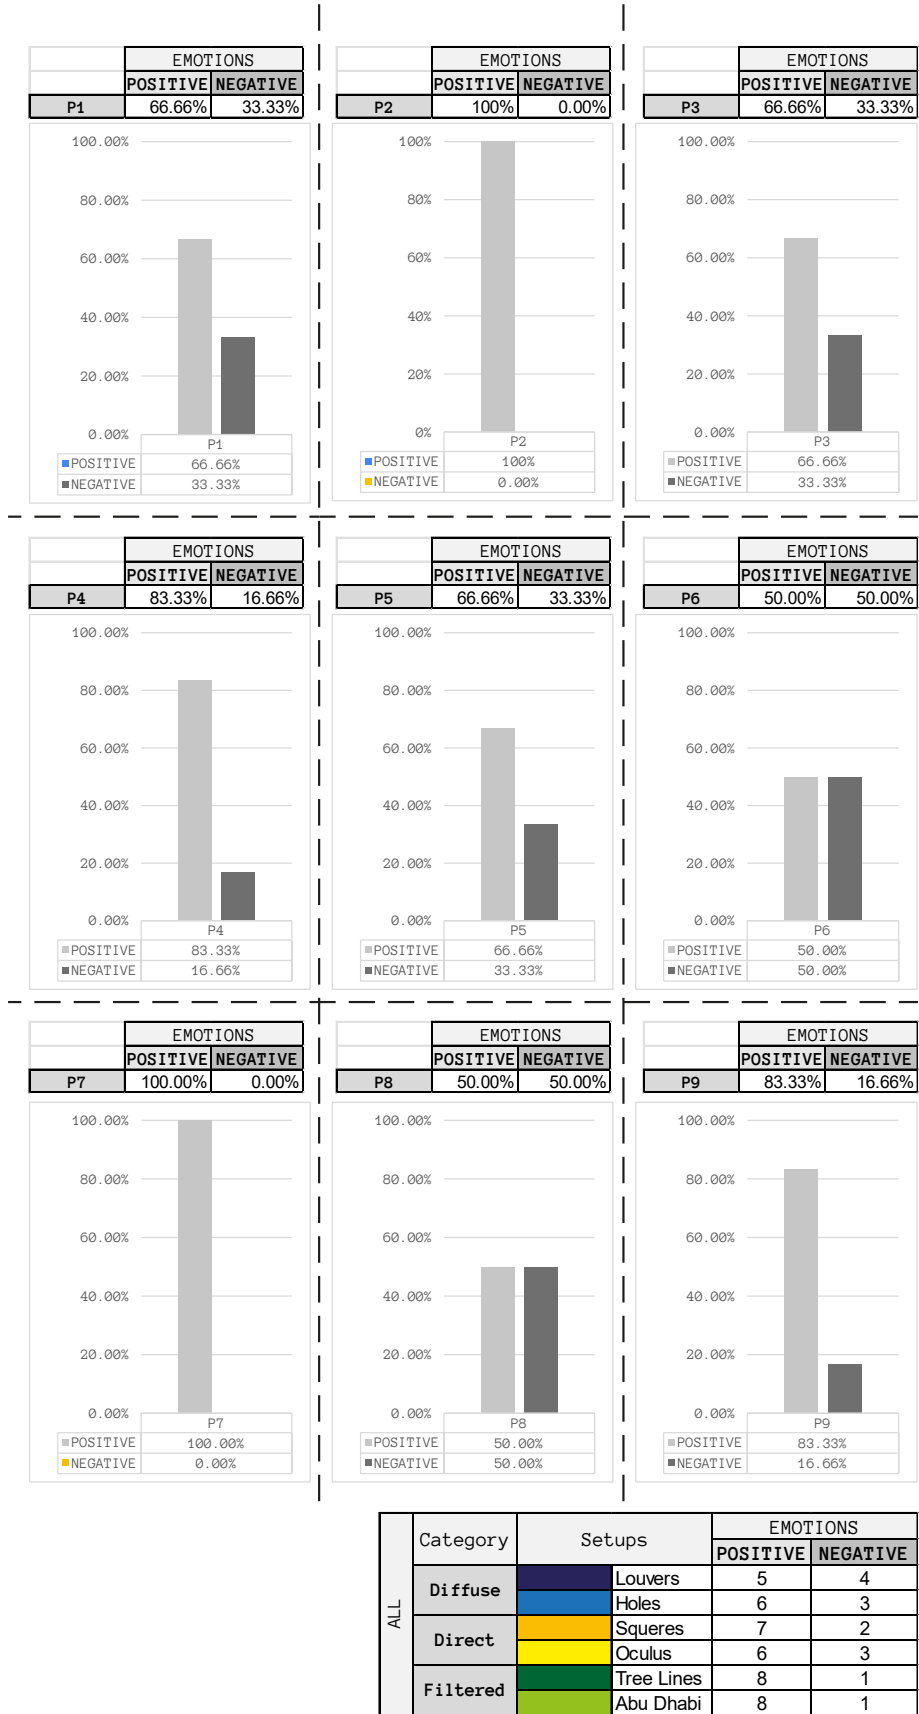 EMOTIONS
POSITIVE NEGATIVE
P1 66.66% 33.33%
100.00%
80.00%
60.00%
40.00%
20.00%
0.00%
P1
POSITIVE 66.66%
NEGATIVE 33.33%
EMOTIONS
POSITIVE NEGATIVE
P2 100% 0.00%
100%
80%
60%
40%
20%
0%
P2
POSITIVE 100%
NEGATIVE 0.00%
EMOTIONS
POSITIVE NEGATIVE
P3 66.66% 33.33%
100.00%
80.00%
60.00%
40.00%
20.00%
0.00%
P3
POSITIVE 66.66%
NEGATIVE 33.33%
EMOTIONS
POSITIVE NEGATIVE
P4 83.33% 16.66%
100.00%
80.00%
60.00%
40.00%
20.00%
0.00%
P4
POSITIVE 83.33%
NEGATIVE 16.66%
EMOTIONS
POSITIVE NEGATIVE
P5 66.66% 33.33%
100.00%
80.00%
60.00%
40.00%
20.00%
0.00%
P5
POSITIVE 66.66%
NEGATIVE 33.33%
EMOTIONS
POSITIVE NEGATIVE
P6 50.00% 50.00%
100.00%
80.00%
60.00%
40.00%
20.00%
0.00%
P6
POSITIVE 50.00%
NEGATIVE 50.00%
EMOTIONS
POSITIVE NEGATIVE
P7 100.00% 0.00%
100.00%
80.00%
60.00%
40.00%
20.00%
0.00%
P7
POSITIVE 100.00%
NEGATIVE 0.00%
EMOTIONS
POSITIVE NEGATIVE
P8 50.00% 50.00%
100.00%
80.00%
60.00%
40.00%
20.00%
0.00%
P8
POSITIVE 50.00%
NEGATIVE 50.00%
EMOTIONS
POSITIVE NEGATIVE
P9 83.33% 16.66%
100.00%
80.00%
60.00%
40.00%
20.00%
0.00%
P9
POSITIVE 83.33%
NEGATIVE 16.66%
ALL
Category Setups EMOTIONS
POSITIVE NEGATIVE
Diffuse
Louvers 5 4
Holes 6 3
Direct
Squeres 7 2
Oculus 6 3
Filtered
Tree Lines 8 1
Abu Dhabi 8 1